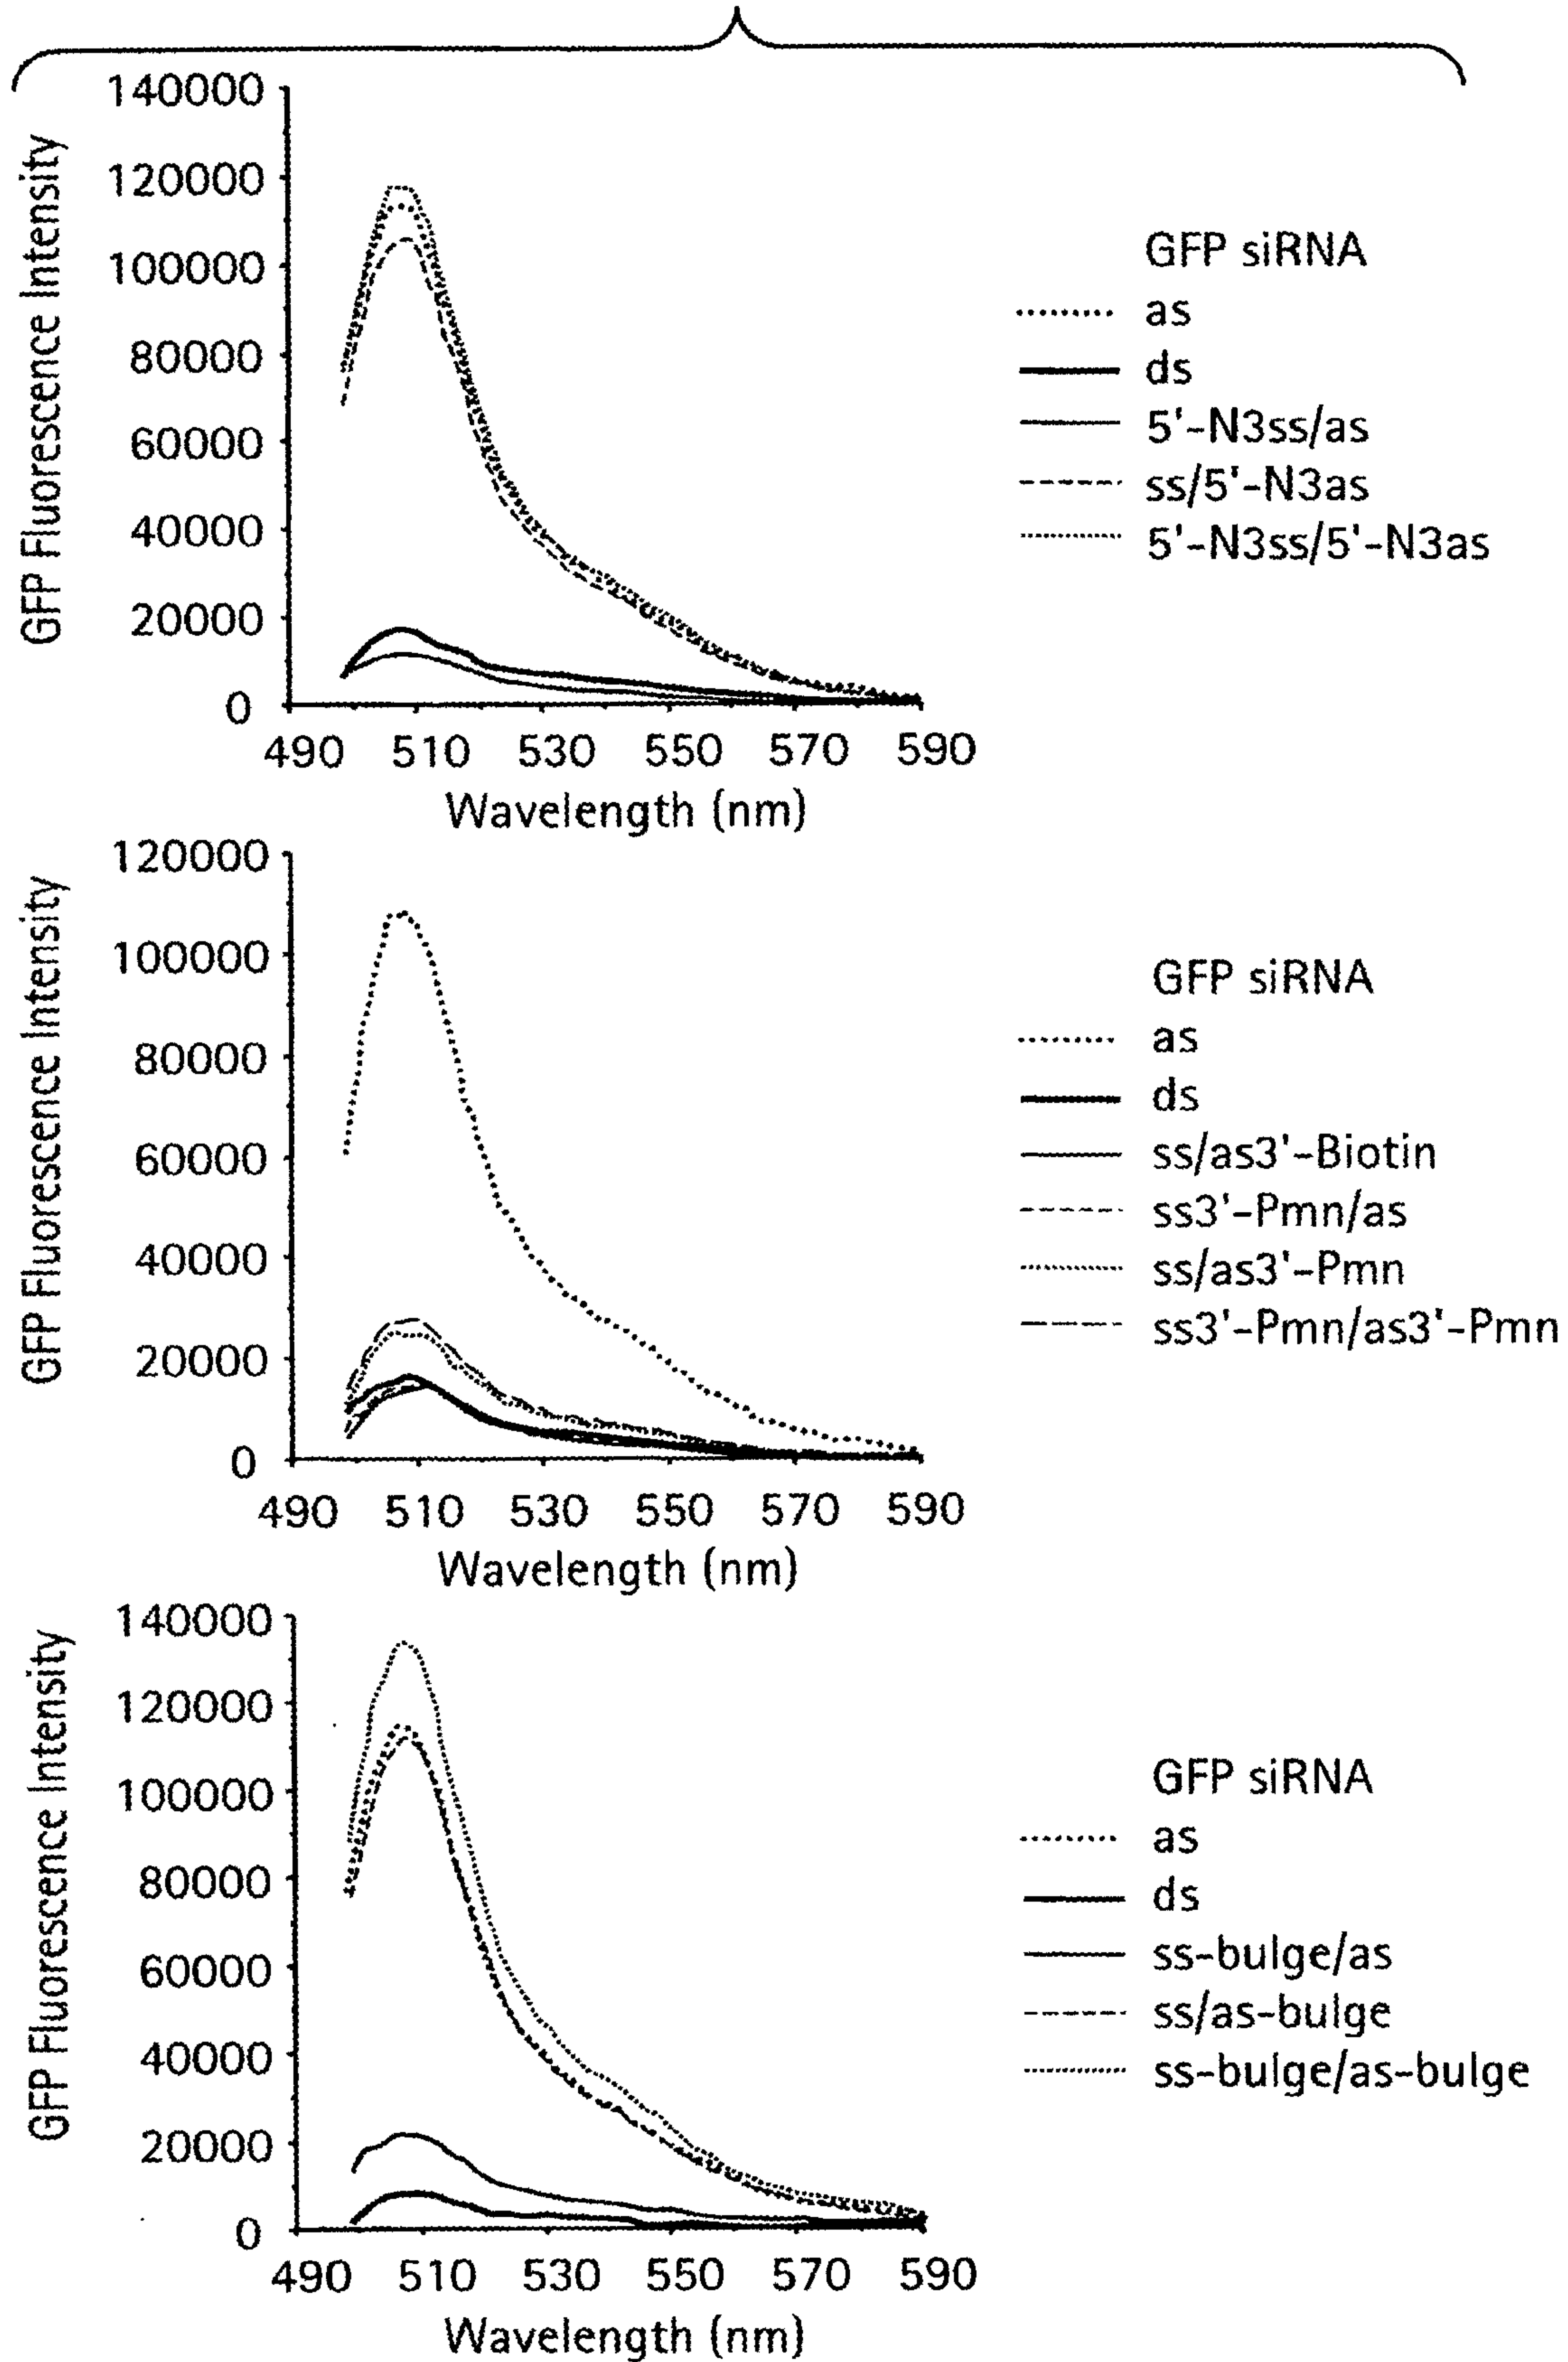 GFP Fluorescence Intensity
140000
120000
100000
80000
60000
40000
20000
0
490 510 530 550 570 590
Wavelength (nm)
GFP siRNA
as
ds
5'-N3ss/as
ss/5'-N3as
5'-N3ss/5'-N3as
GFP Fluorescence Intensity
120000
100000
80000
60000
40000
20000
0
490 510 530 550 570 590
Wavelength (nm)
GFP siRNA
as
ds
ss/as3'-Biotin
ss3'-Pmn/as
ss/as3'-Pmn
ss3'-Pmn/as3'-Pmn
GFP Fluorescence Intensity
140000
120000
100000
80000
60000
40000
20000
0
490 510 530 550 570 590
Wavelength (nm)
GFP siRNA
as
ds
ss-bulge/as
ss/as-bulge
ss-bulge/as-bulge